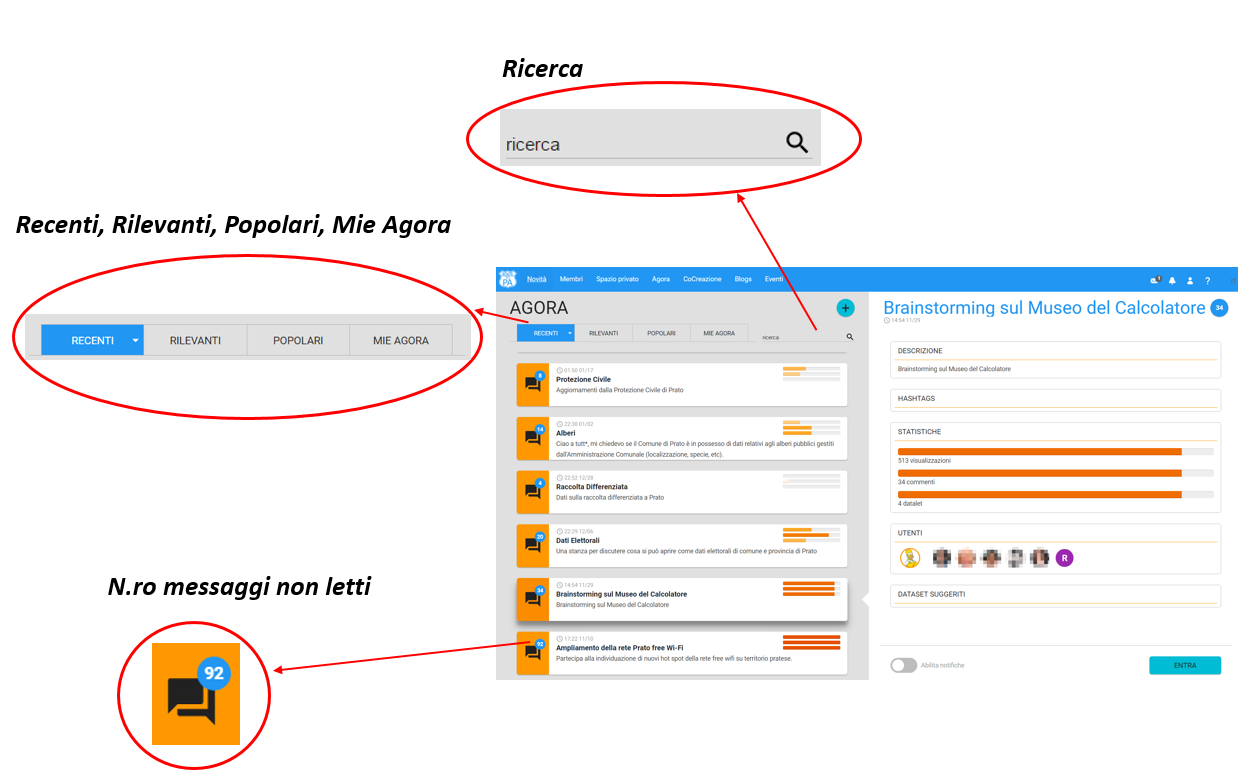 Ricerca
ricerca
Recenti, Rilevanti, Popolari, Mie Agora
RECENTI
RILEVANTI
POPOLARI
MIE AGORA
N.ro messaggi non letti
92
PA
Novità
Membri
Spazio privato
Agora
CoCreazione
Blogs
Eventi
1
?
AGORA
+
RECENTI
RILEVANTI
POPOLARI
MIE AGORA
ricerca
8
01:50 01/17
Protezione Civile
Aggiornamenti dalla Protezione Civile di Prato
14
22:30 01/02
Alberi
Ciao a tutt*, mi chiedevo se il Comune di Prato è in possesso di dati relativi agli alberi pubblici gestiti
dall'Amministrazione Comunale (localizzazione, specie, etc).
4
22:52 12/28
Raccolta Differenziata
Dati sulla raccolta differenziata a Prato
20
22:29 12/06
Dati Elettorali
Una stanza per discutere cosa si può aprire come dati elettorali di comune e provincia di Prato
34
14:54 11/29
Brainstorming sul Museo del Calcolatore
Brainstorming sul Museo del Calcolatore
92
17:22 11/10
Ampliamento della rete Prato free Wi-Fi
Partecipa alla individuazione di nuovi hot spot della rete free wifi su territorio pratese.
Brainstorming sul Museo del Calcolatore
34
14:54 11/29
DESCRIZIONE
Brainstorming sul Museo del Calcolatore
HASHTAGS
STATISTICHE
513 visualizzazioni
34 commenti
4 datalet
UTENTI
R
DATASET SUGGERITI
Abilita notifiche
ENTRA